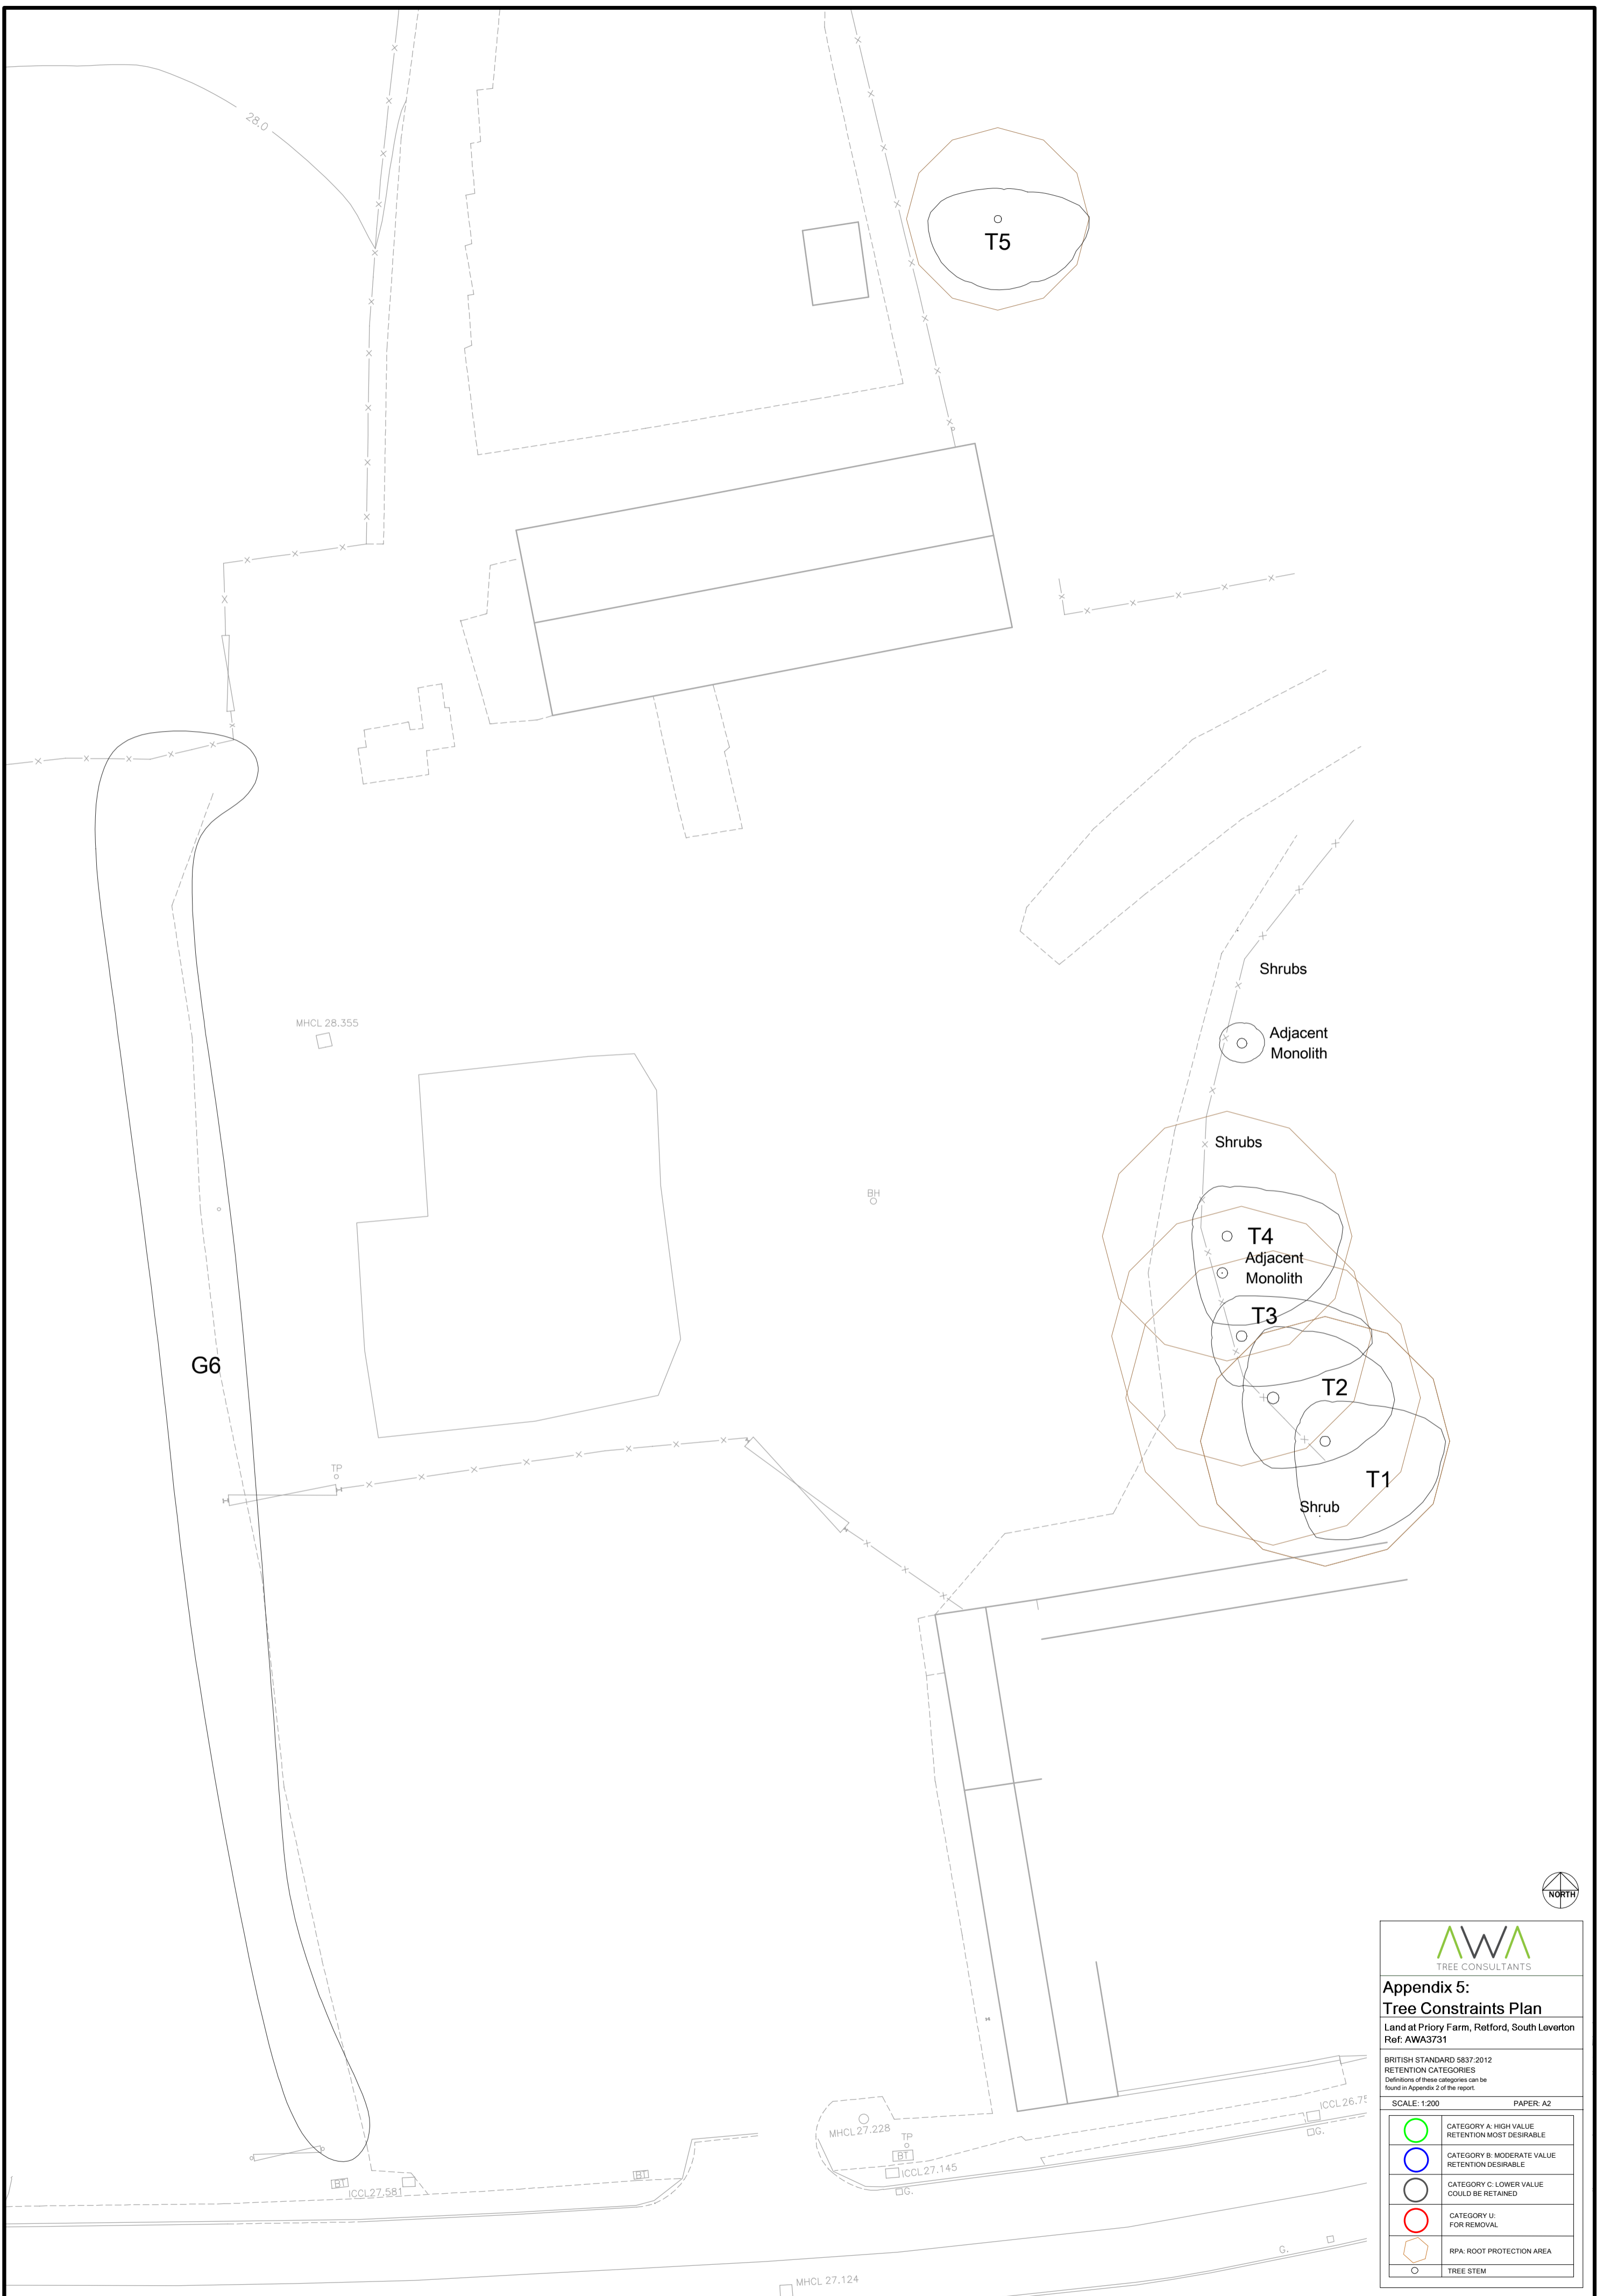 28.0
T5
Shrubs
MHCL 28.355
Adjacent
Monolith
Shrubs
BH
T4
Adjacent
Monolith
T3
G6
T2
TP
T1
Shrub
NORTH
AWA
TREE CONSULTANTS
Appendix 5:
Tree Constraints Plan
Land at Priory Farm, Retford, South Leverton
Ref: AWA3731
BRITISH STANDARD 5837:2012
RETENTION CATEGORIES
Definitions of these categories can be
found in Appendix 2 of the report.
SCALE: 1:200 PAPER: A2
CATEGORY A: HIGH VALUE
RETENTION MOST DESIRABLE
CATEGORY B: MODERATE VALUE
RETENTION DESIRABLE
CATEGORY C: LOWER VALUE
COULD BE RETAINED
CATEGORY U:
FOR REMOVAL
RPA: ROOT PROTECTION AREA
TREE STEM
ICCL 26.75
G.
MHCL 27.228
TP
BT
ICCL 27.145
G.
BT
BT
ICCL 27.581
G.
MHCL 27.124